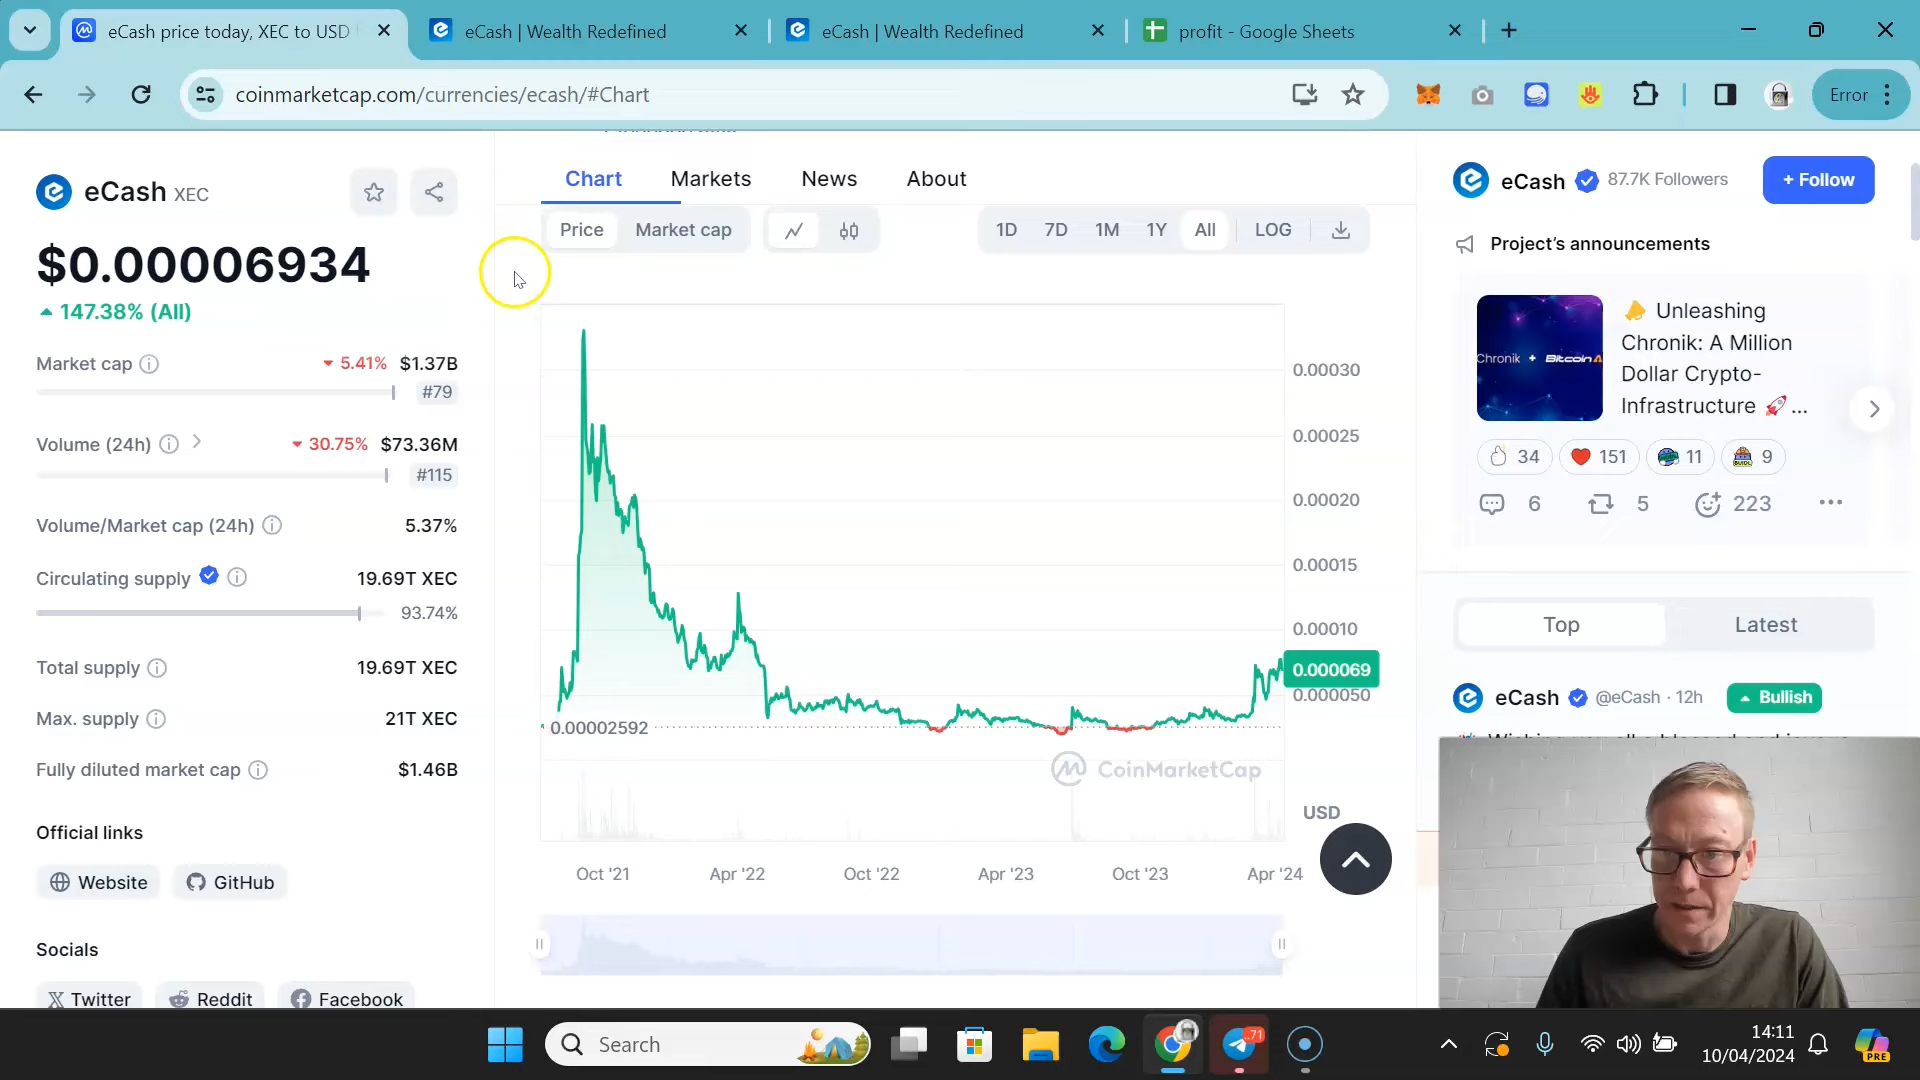 eCash price today, XEC to USD
eCash | Wealth Redefined
eCash | Wealth Redefined
profit - Google Sheets
coinmarketcap.com/currencies/ecash/#Chart
Error
eCash XEC
$0.00006934
147.38% (All)
Market cap
5.41% $1.37B
#79
Volume (24h)
30.75% $73.36M
#115
Volume/Market cap (24h)
5.37%
Circulating supply
19.69T XEC
93.74%
Total supply
19.69T XEC
Max. supply
21T XEC
Fully diluted market cap
$1.46B
Official links
Website
GitHub
Socials
Twitter
Reddit
Facebook
Chart
Markets
News
About
Price
Market cap
1D
7D
1M
1Y
All
LOG
0.00030
0.00025
0.00020
0.00015
0.00010
0.000069
0.000050
0.00002592
CoinMarketCap
USD
Oct '21
Apr '22
Oct '22
Apr '23
Oct '23
Apr '24
eCash
87.7K Followers
+ Follow
Project's announcements
Unleashing
Chronik: A Million
Dollar Crypto-
Infrastructure 🚀 ...
Chronik + Bitcoin A
34
151
11
9
6
5
223
Top
Latest
eCash @eCash · 12h
Bullish
Search
71
14:11
10/04/2024
PRE